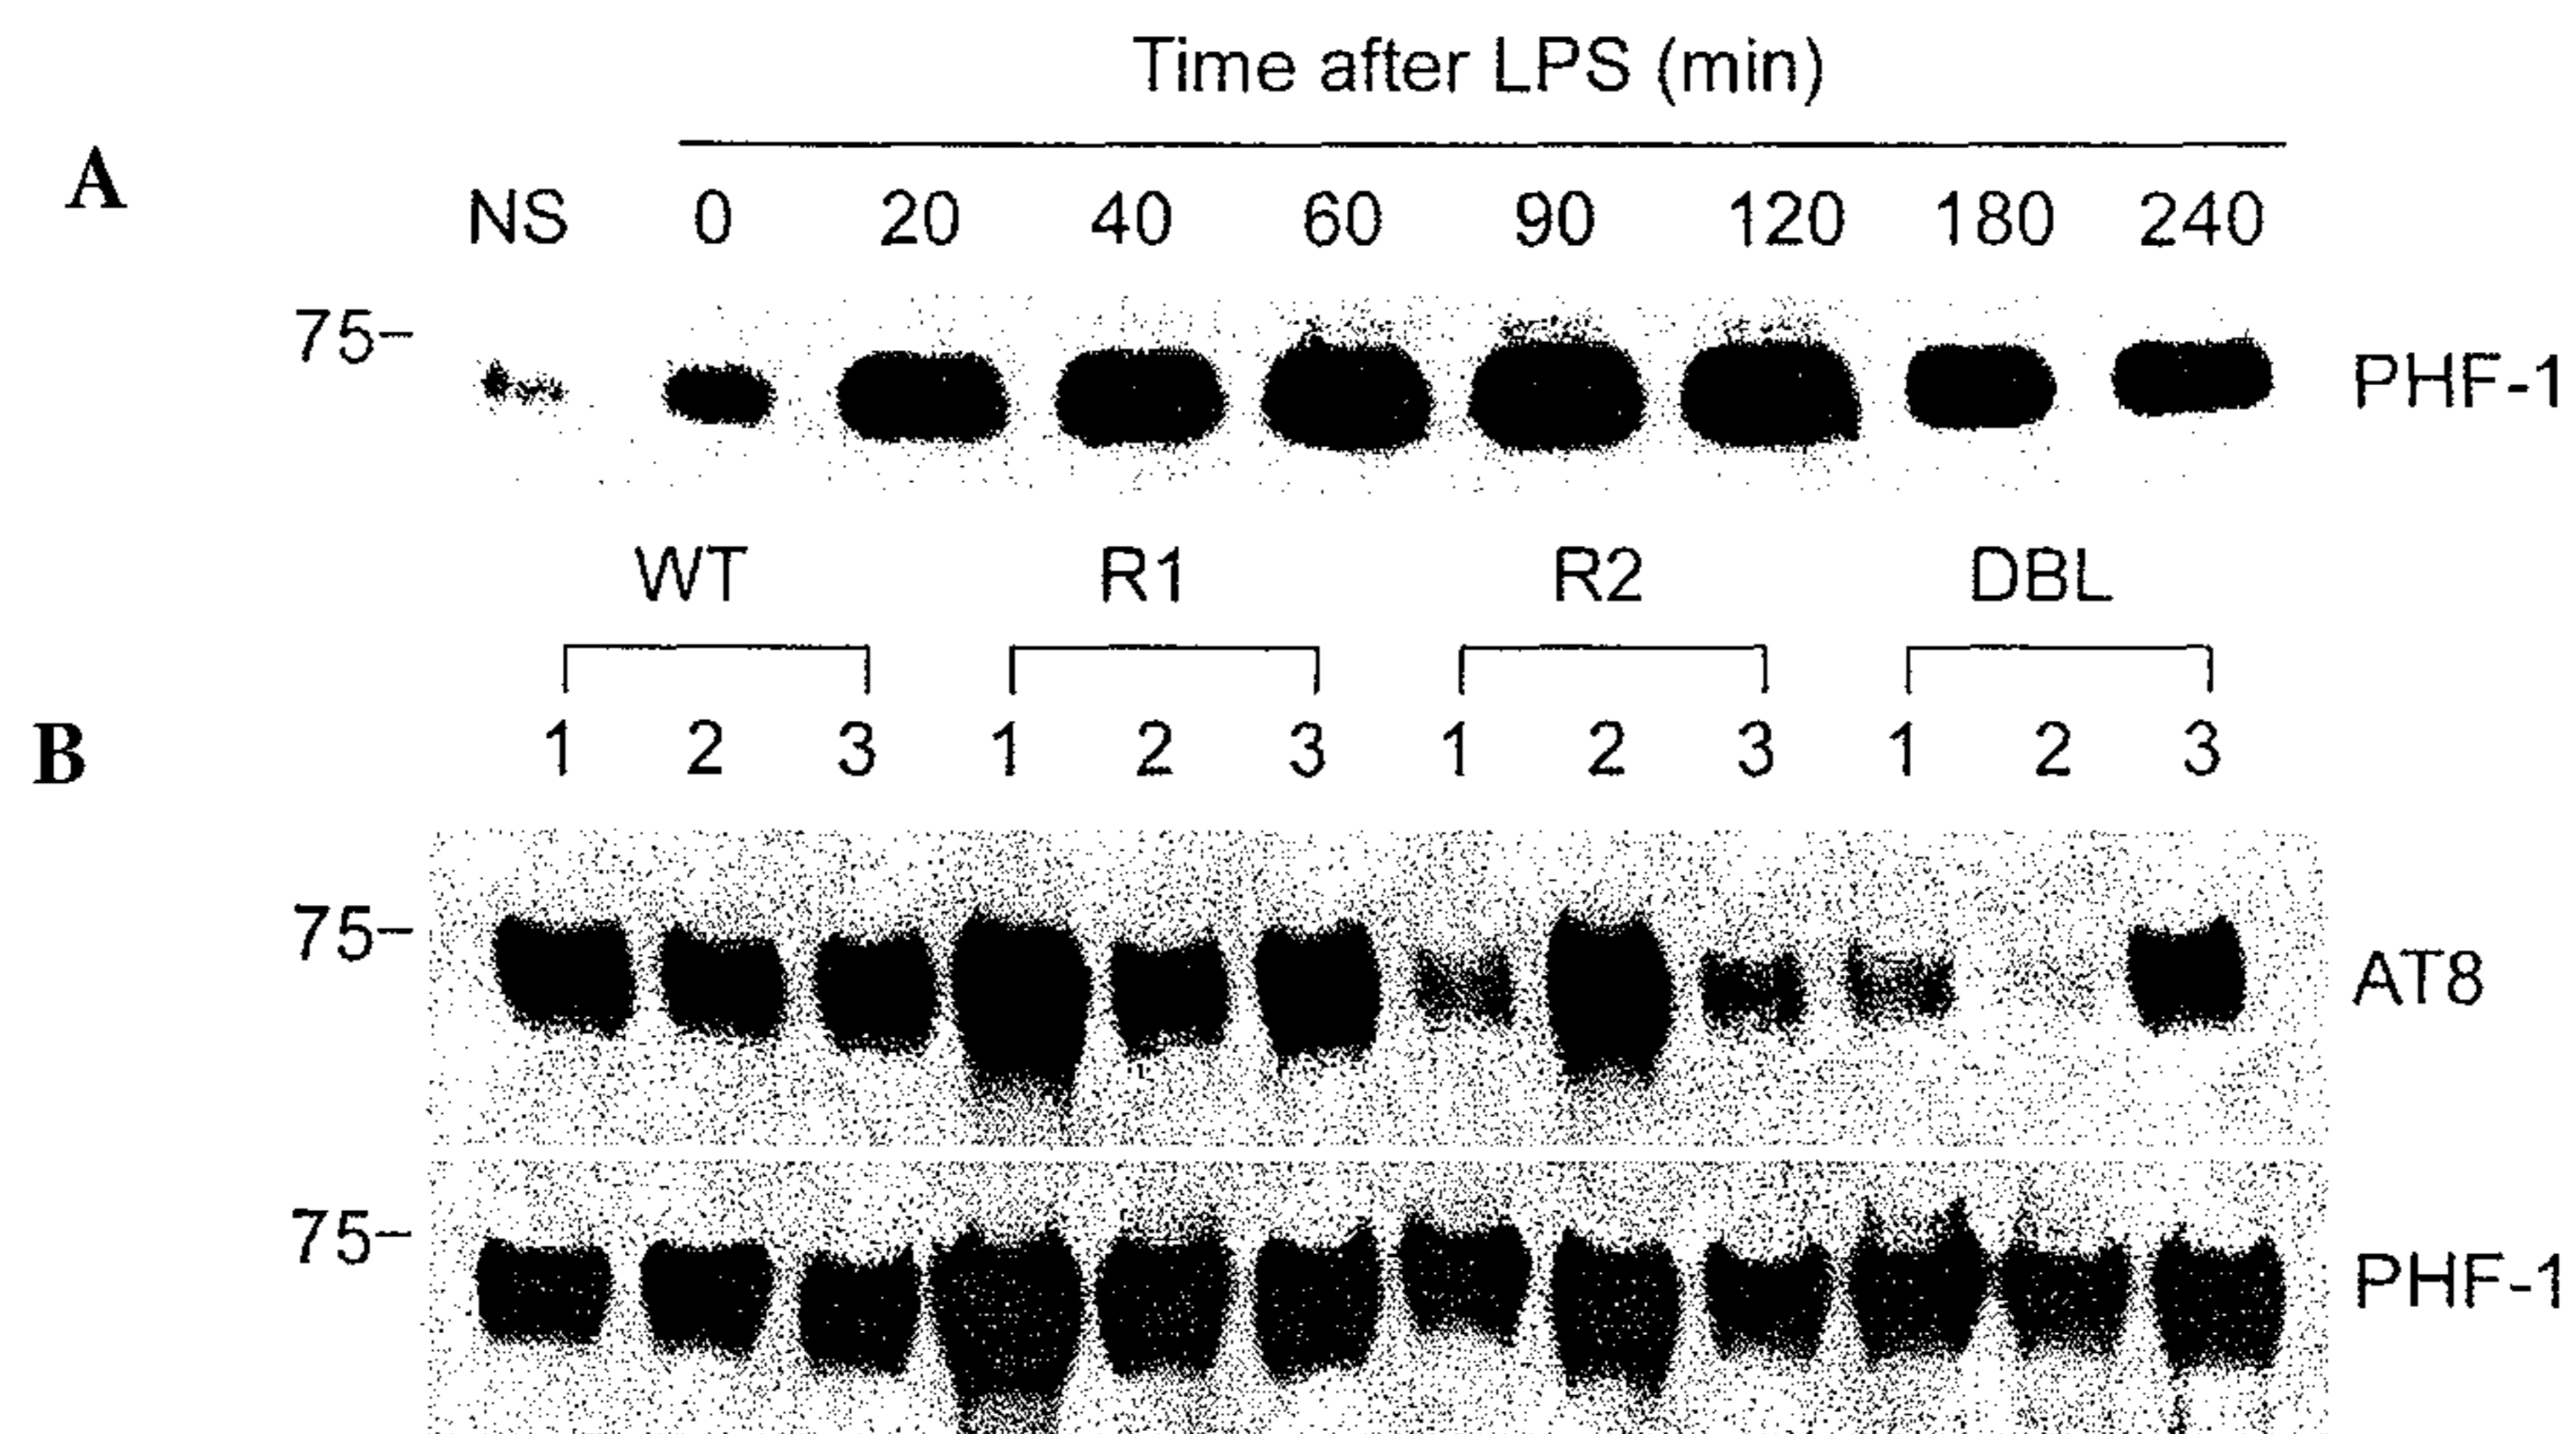 Time after LPS (min)
A
NS 0 20 40 60 90 120 180 240
75-
PHF-1
WT R1 R2 DBL
B
1 2 3 1 2 3 1 2 3 1 2 3
75-
AT8
75-
PHF-1